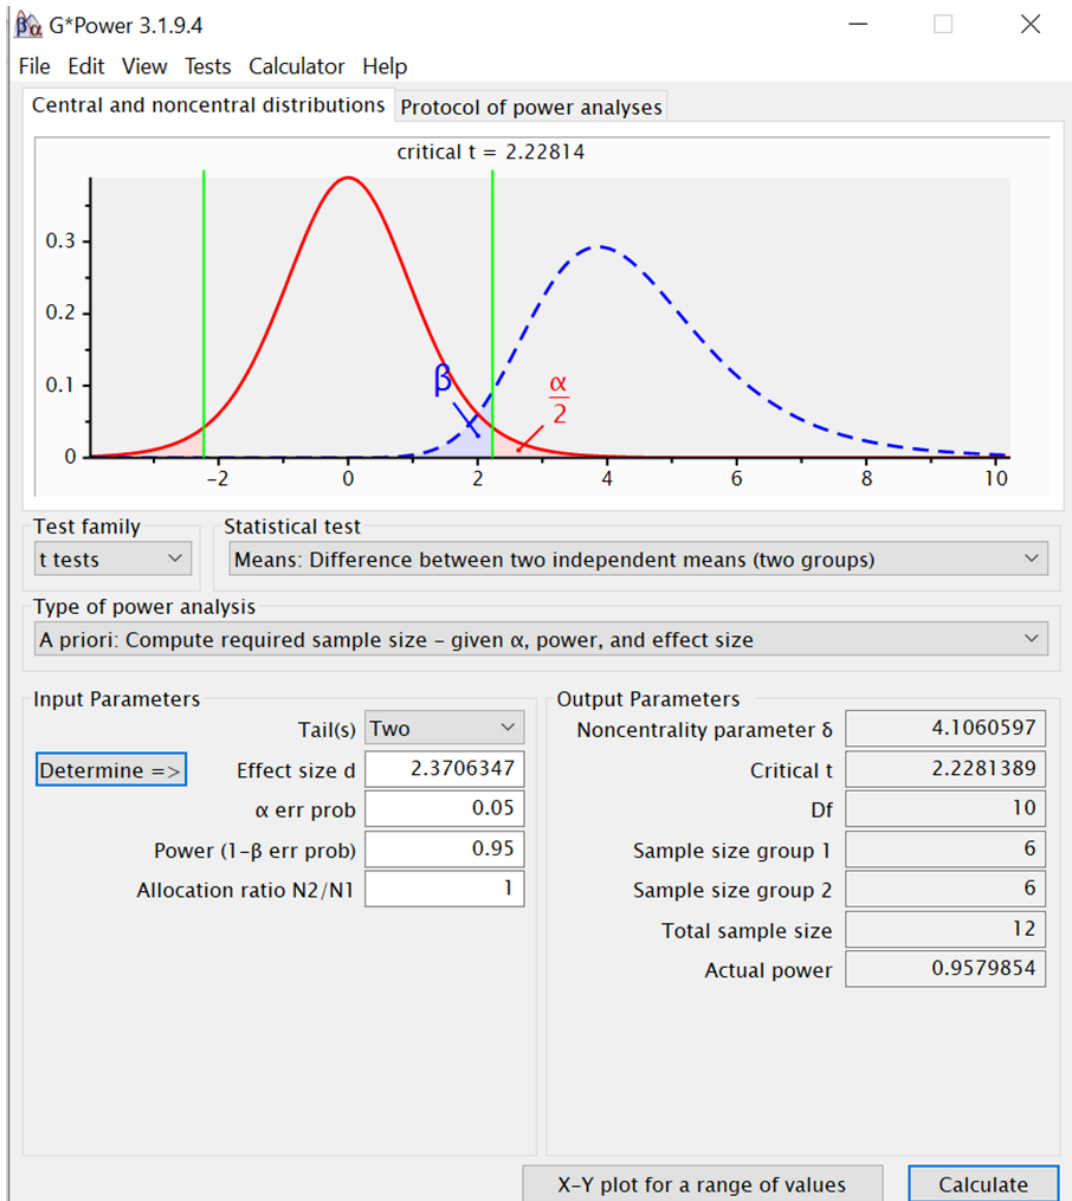 G*Power 3.1.9.4
File Edit View Tests Calculator Help
Central and noncentral distributions
Protocol of power analyses
critical t = 2.22814
0.3
0.2
0.1
0
β
α
2
-2 0 2 4 6 8 10
Test family
Statistical test
t tests
Means: Difference between two independent means (two groups)
Type of power analysis
A priori: Compute required sample size – given α, power, and effect size
Input Parameters
Tail(s) Two
Determine => Effect size d 2.3706347
α err prob 0.05
Power (1–β err prob) 0.95
Allocation ratio N2/N1 1
Output Parameters
Noncentrality parameter δ 4.1060597
Critical t 2.2281389
Df 10
Sample size group 1 6
Sample size group 2 6
Total sample size 12
Actual power 0.9579854
X–Y plot for a range of values
Calculate